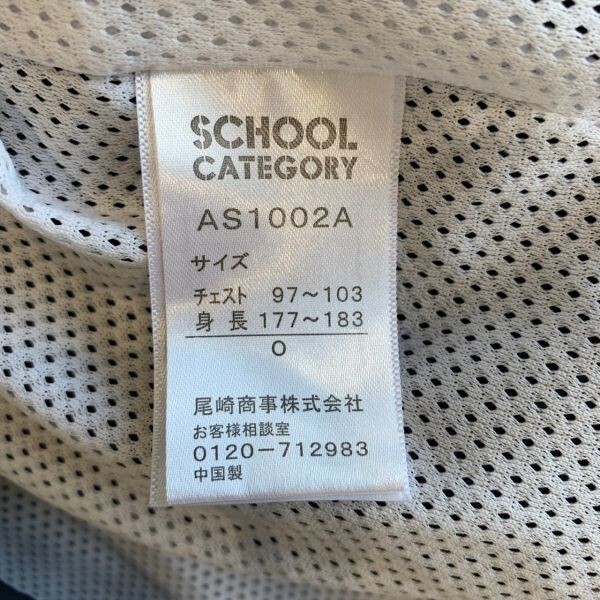 SCHOOL
CATEGORY
AS1002A
サイズ
チェスト 97～103
身長 177～183
O
尾崎商事株式会社
お客様相談室
0120-712983
中国製